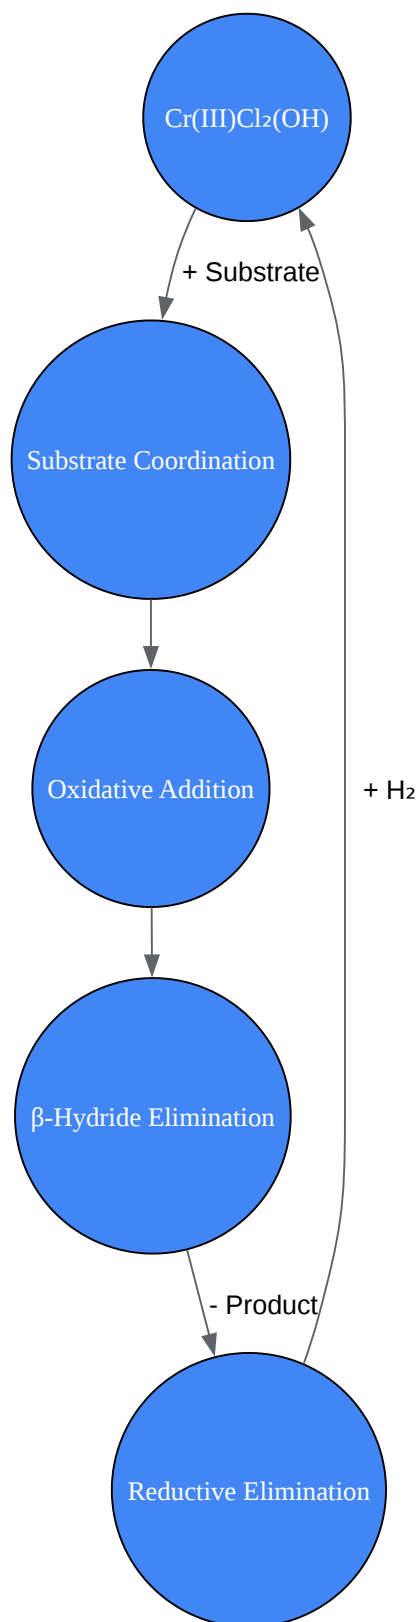 Cr(III)Cl₂(OH)
+ Substrate
Substrate Coordination
Oxidative Addition
+ H₂
β-Hydride Elimination
- Product
Reductive Elimination